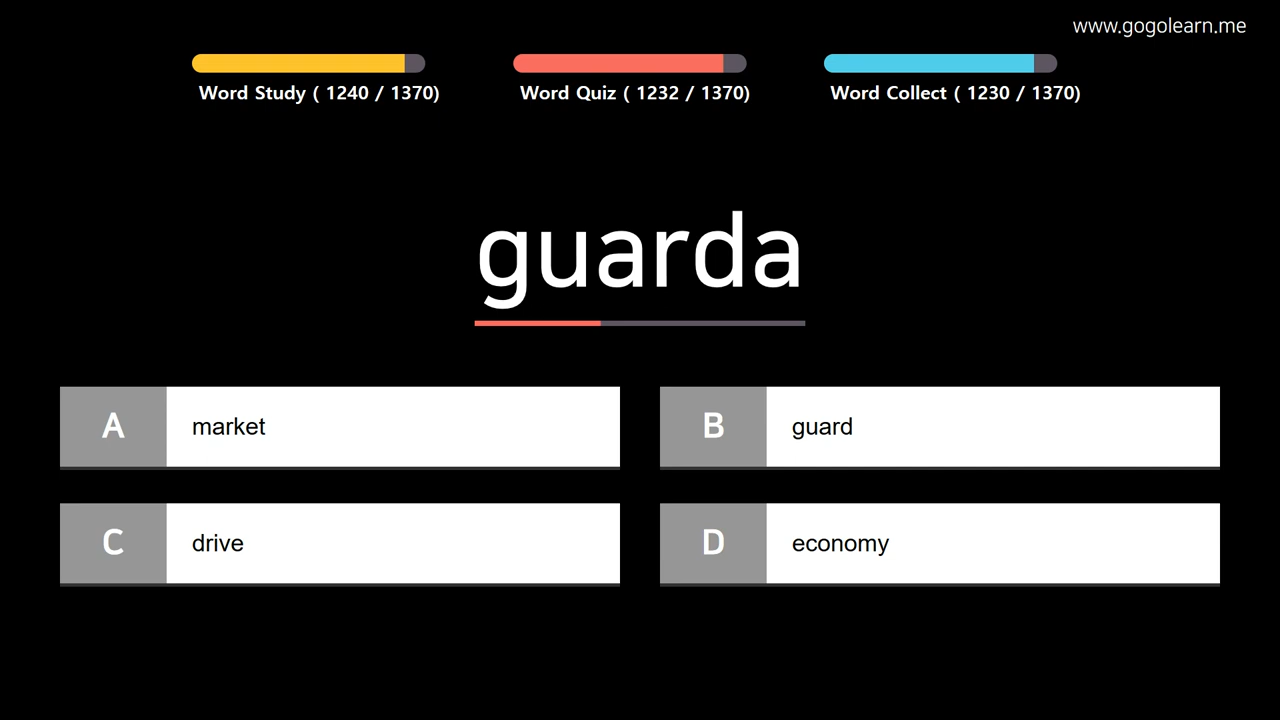 www.gogolearn.me
Word Study ( 1240 / 1370)
Word Quiz ( 1232 / 1370)
Word Collect ( 1230 / 1370)
guarda
A market
B guard
C drive
D economy